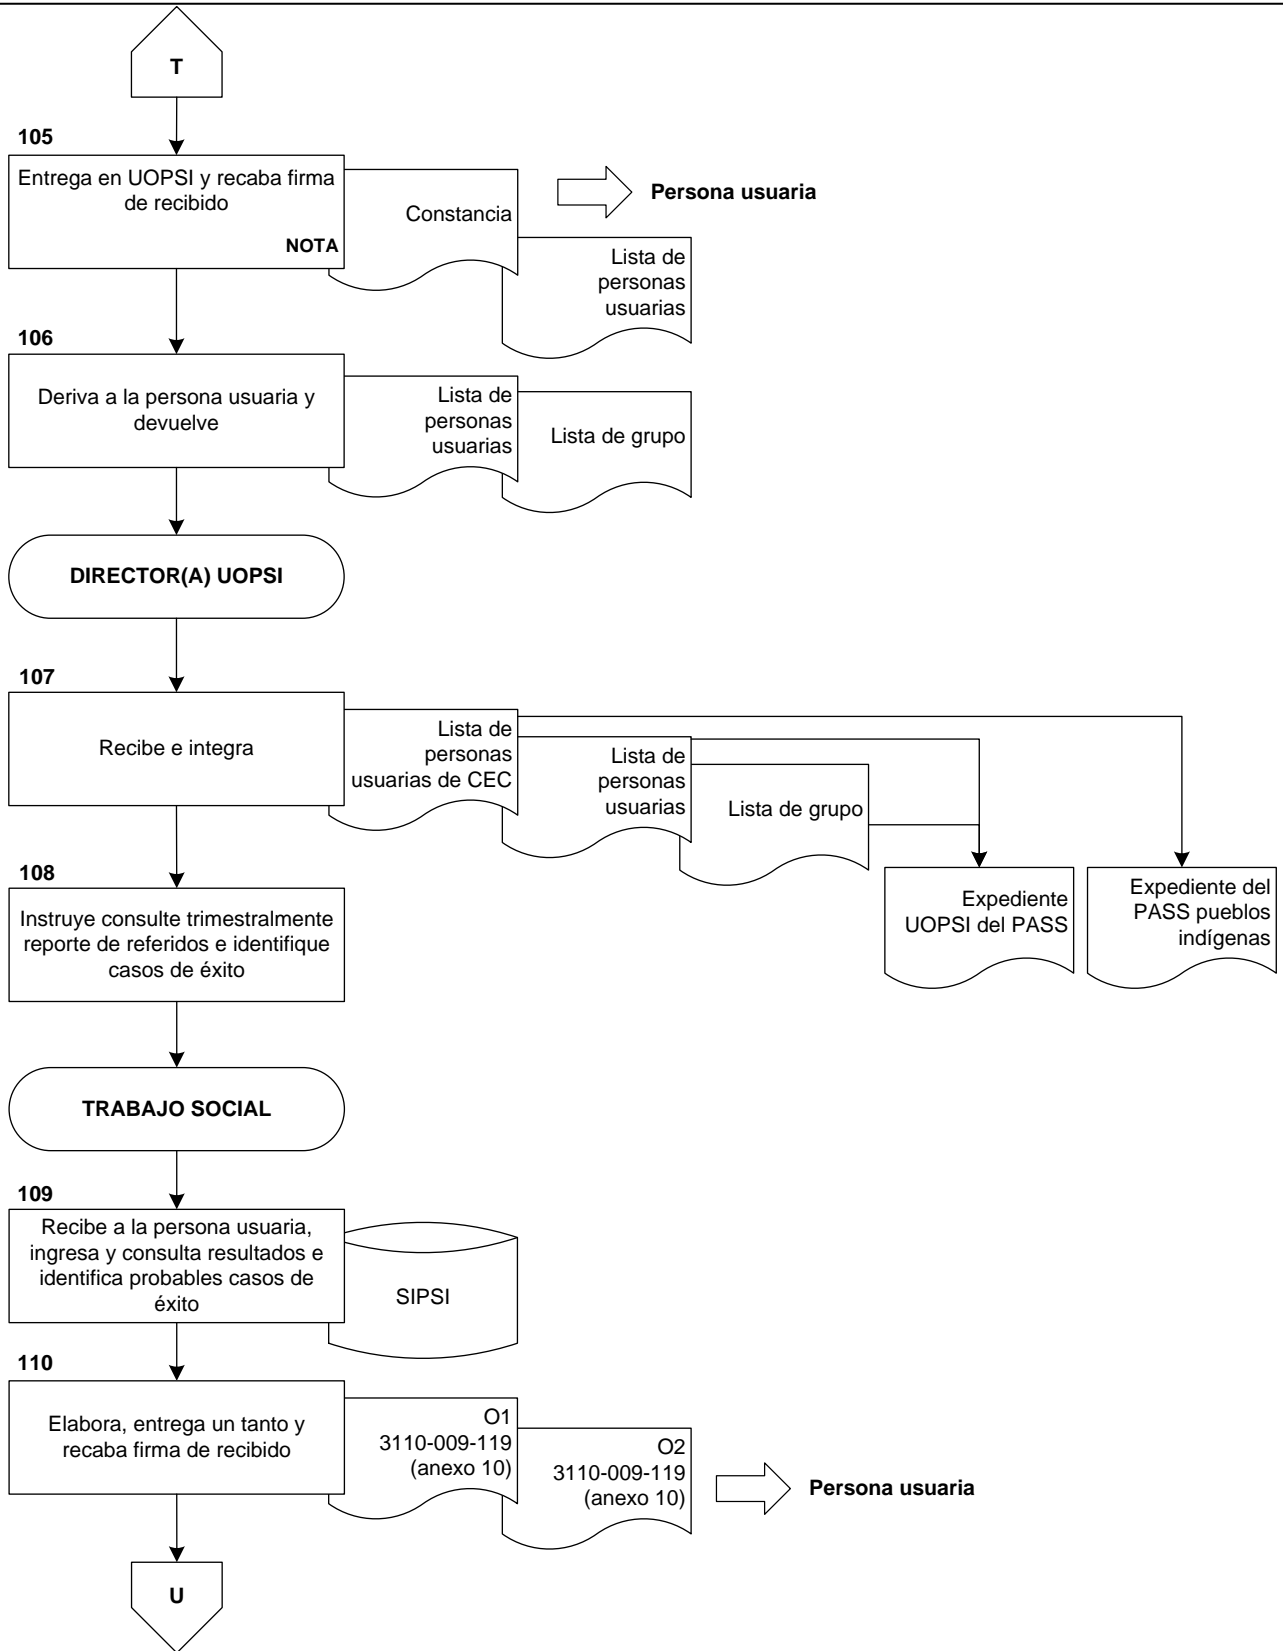 T
105
Entrega en UOPSI y recaba firma
de recibido
NOTA
Constancia
Lista de
personas
usuarias
Persona usuaria
106
Deriva a la persona usuaria y
devuelve
Lista de
personas
usuarias
Lista de grupo
DIRECTOR(A) UOPSI
107
Recibe e integra
Lista de
personas
usuarias de CEC
Lista de
personas
usuarias
Lista de grupo
Expediente
UOPSI del PASS
Expediente del
PASS pueblos
indígenas
108
Instruye consulte trimestralmente
reporte de referidos e identifique
casos de éxito
TRABAJO SOCIAL
109
Recibe a la persona usuaria,
ingresa y consulta resultados e
identifica probables casos de
éxito
SIPSI
110
Elabora, entrega un tanto y
recaba firma de recibido
O1
3110-009-119
(anexo 10)
O2
3110-009-119
(anexo 10)
Persona usuaria
U